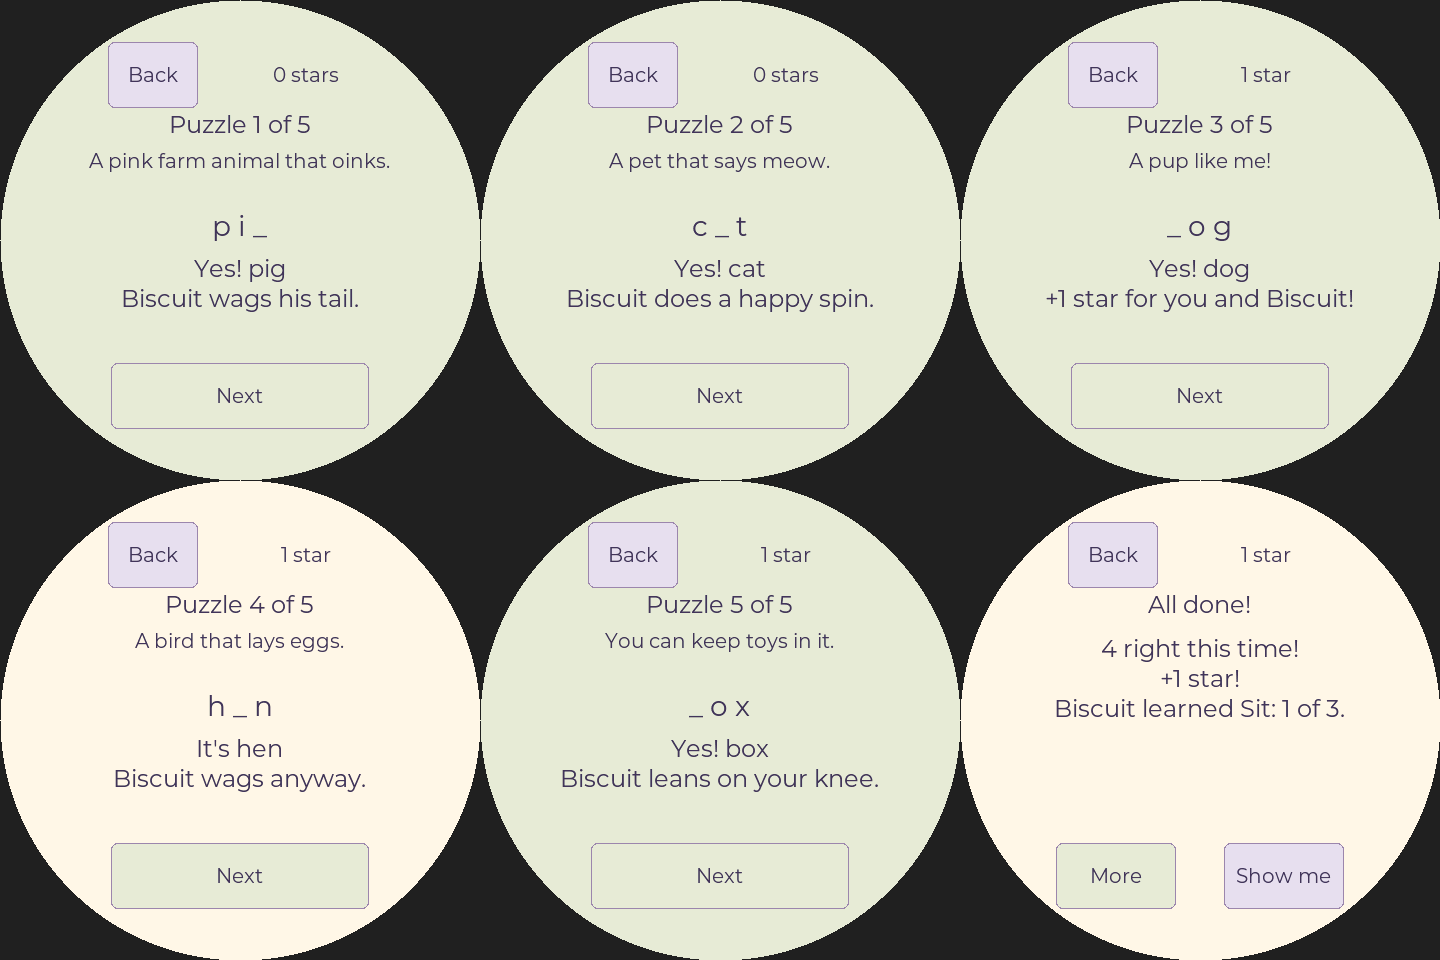 Back
0 stars
Puzzle 1 of 5
A pink farm animal that oinks.
p i _
Yes! pig
Biscuit wags his tail.
Next
Back
0 stars
Puzzle 2 of 5
A pet that says meow.
c _ t
Yes! cat
Biscuit does a happy spin.
Next
Back
1 star
Puzzle 3 of 5
A pup like me!
_ o g
Yes! dog
+1 star for you and Biscuit!
Next
Back
1 star
Puzzle 4 of 5
A bird that lays eggs.
h _ n
It's hen
Biscuit wags anyway.
Next
Back
1 star
Puzzle 5 of 5
You can keep toys in it.
_ o x
Yes! box
Biscuit leans on your knee.
Next
Back
1 star
All done!
4 right this time!
+1 star!
Biscuit learned Sit: 1 of 3.
More
Show me